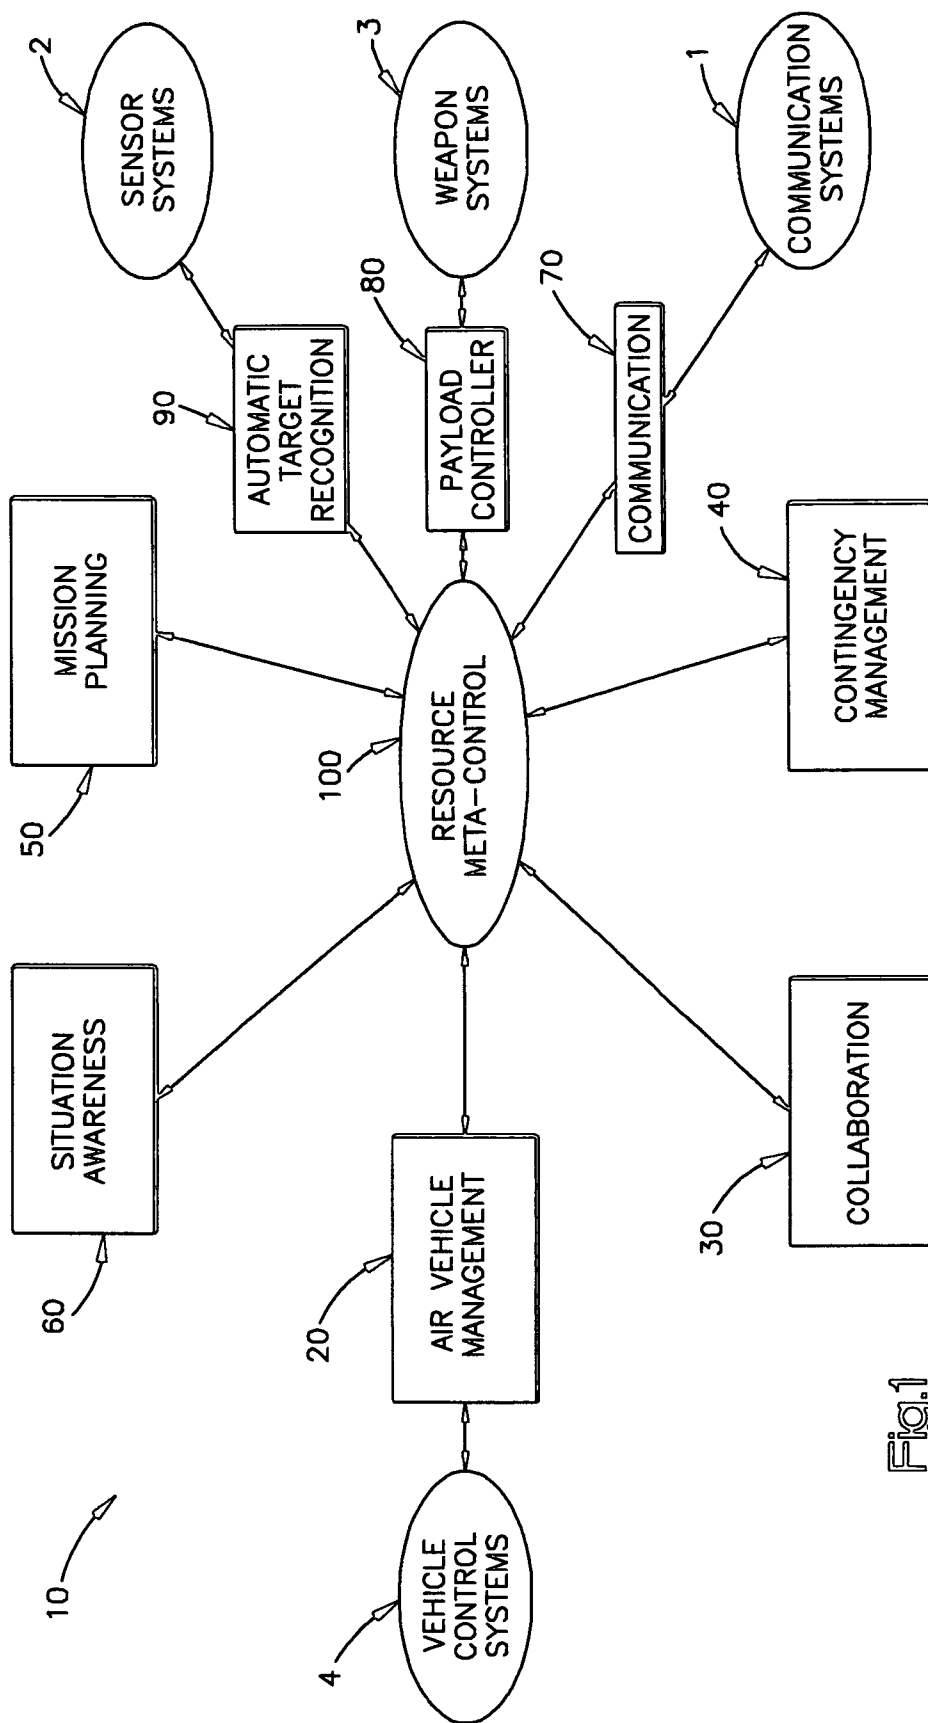 10
60
SITUATION
AWARENESS
50
MISSION
PLANNING
2
SENSOR
SYSTEMS
90
AUTOMATIC
TARGET
RECOGNITION
4
VEHICLE
CONTROL
SYSTEMS
20
AIR VEHICLE
MANAGEMENT
100
RESOURCE
META-CONTROL
80
PAYLOAD
CONTROLLER
3
WEAPON
SYSTEMS
70
COMMUNICATION
1
COMMUNICATION
SYSTEMS
30
COLLABORATION
40
CONTINGENCY
MANAGEMENT
Fig.1